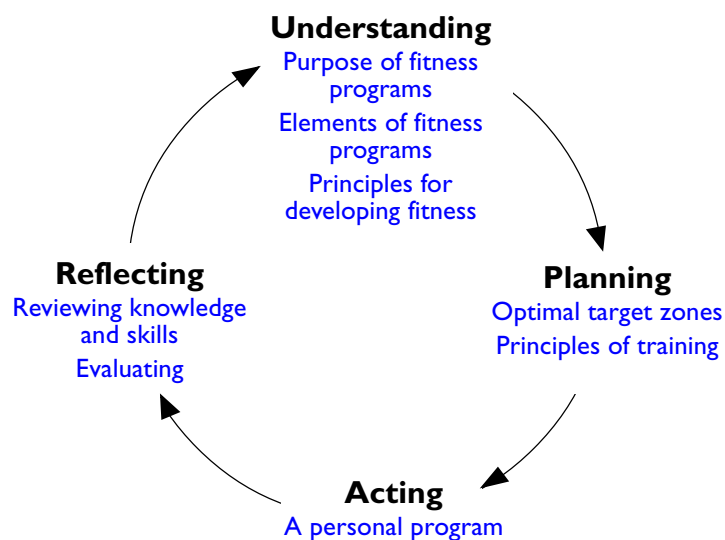 Understanding
Purpose of fitness
programs
Elements of fitness
programs
Principles for
developing fitness
Planning
Optimal target zones
Principles of training
Acting
A personal program
Reflecting
Reviewing knowledge
and skills
Evaluating